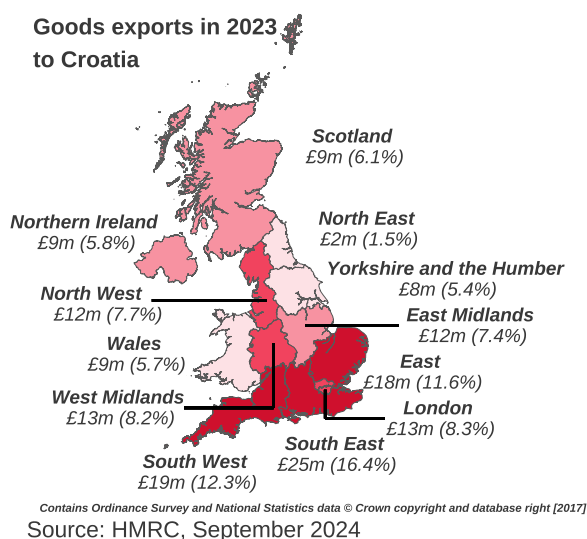 Goods exports in 2023
to Croatia
Scotland
£9m (6.1%)
Northern Ireland
£9m (5.8%)
North East
£2m (1.5%)
Yorkshire and the Humber
£8m (5.4%)
North West
£12m (7.7%)
East Midlands
£12m (7.4%)
Wales
£9m (5.7%)
East
£18m (11.6%)
West Midlands
£13m (8.2%)
London
£13m (8.3%)
South East
£25m (16.4%)
South West
£19m (12.3%)
Contains Ordinance Survey and National Statistics data © Crown copyright and database right [2017]
Source: HMRC, September 2024